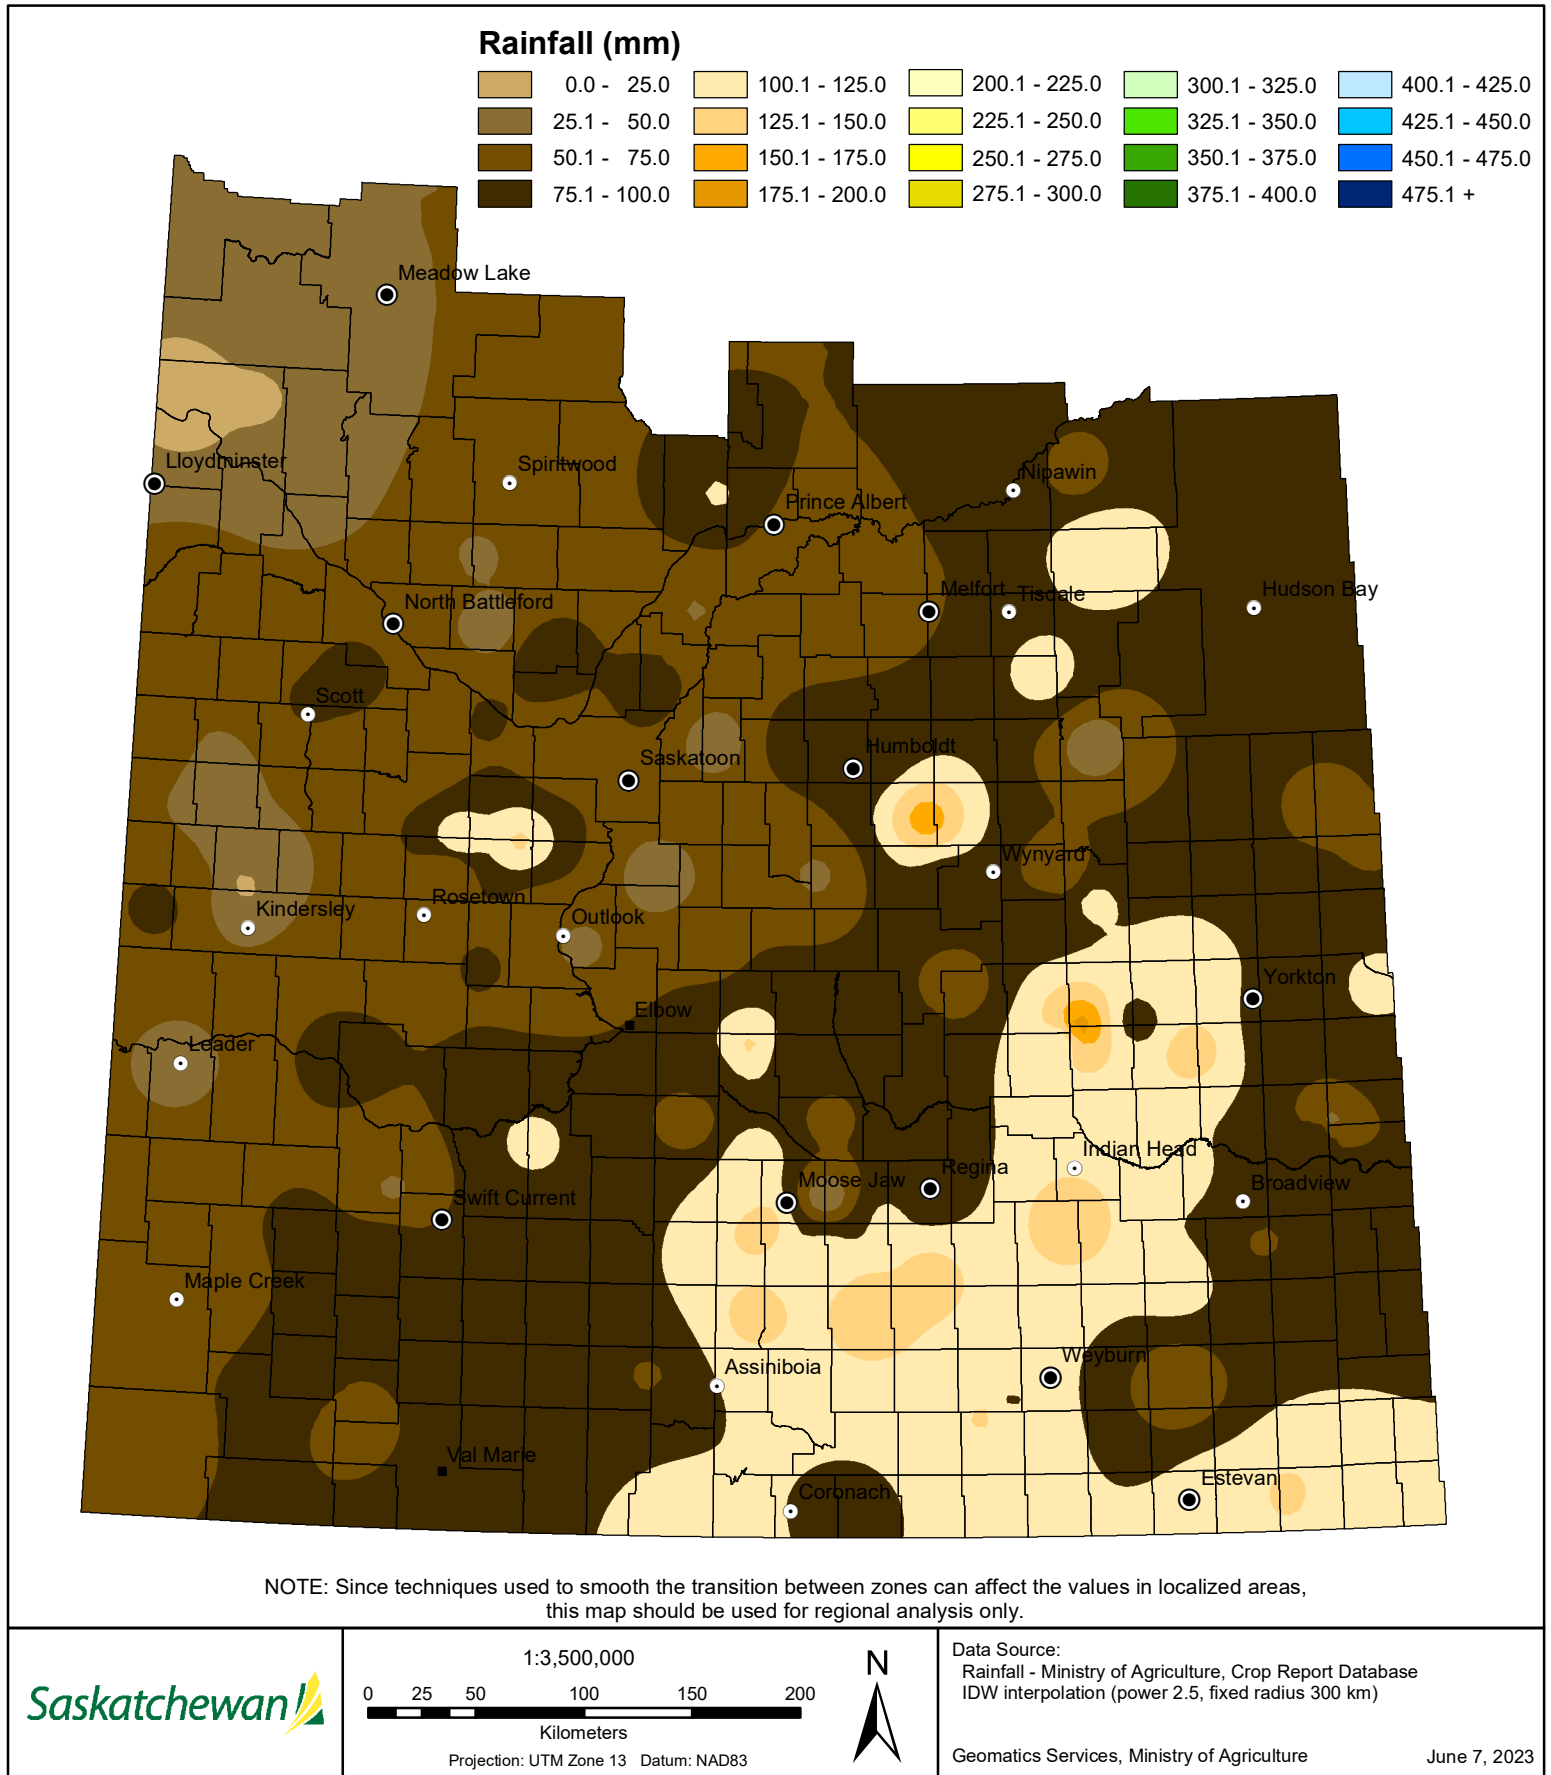 Rainfall (mm)
0.0 - 25.0
25.1 - 50.0
50.1 - 75.0
75.1 - 100.0
100.1 - 125.0
125.1 - 150.0
150.1 - 175.0
175.1 - 200.0
200.1 - 225.0
225.1 - 250.0
250.1 - 275.0
275.1 - 300.0
300.1 - 325.0
325.1 - 350.0
350.1 - 375.0
375.1 - 400.0
400.1 - 425.0
425.1 - 450.0
450.1 - 475.0
475.1 +
Meadow Lake
Lloydminster
Spiritwood
Nipawin
Prince Albert
North Battleford
Melfort
Tisdale
Hudson Bay
Scott
Saskatoon
Humboldt
Wynyard
Kindersley
Rosetown
Outlook
Yorkton
Elbow
Leader
Indian Head
Moose Jaw
Regina
Swift Current
Broadview
Maple Creek
Assiniboia
Weyburn
Val Marie
Coronach
Estevan
NOTE: Since techniques used to smooth the transition between zones can affect the values in localized areas,
this map should be used for regional analysis only.
Saskatchewan
1:3,500,000
0 25 50 100 150 200
Kilometers
Projection: UTM Zone 13 Datum: NAD83
N
Data Source:
Rainfall - Ministry of Agriculture, Crop Report Database
IDW interpolation (power 2.5, fixed radius 300 km)
Geomatics Services, Ministry of Agriculture
June 7, 2023